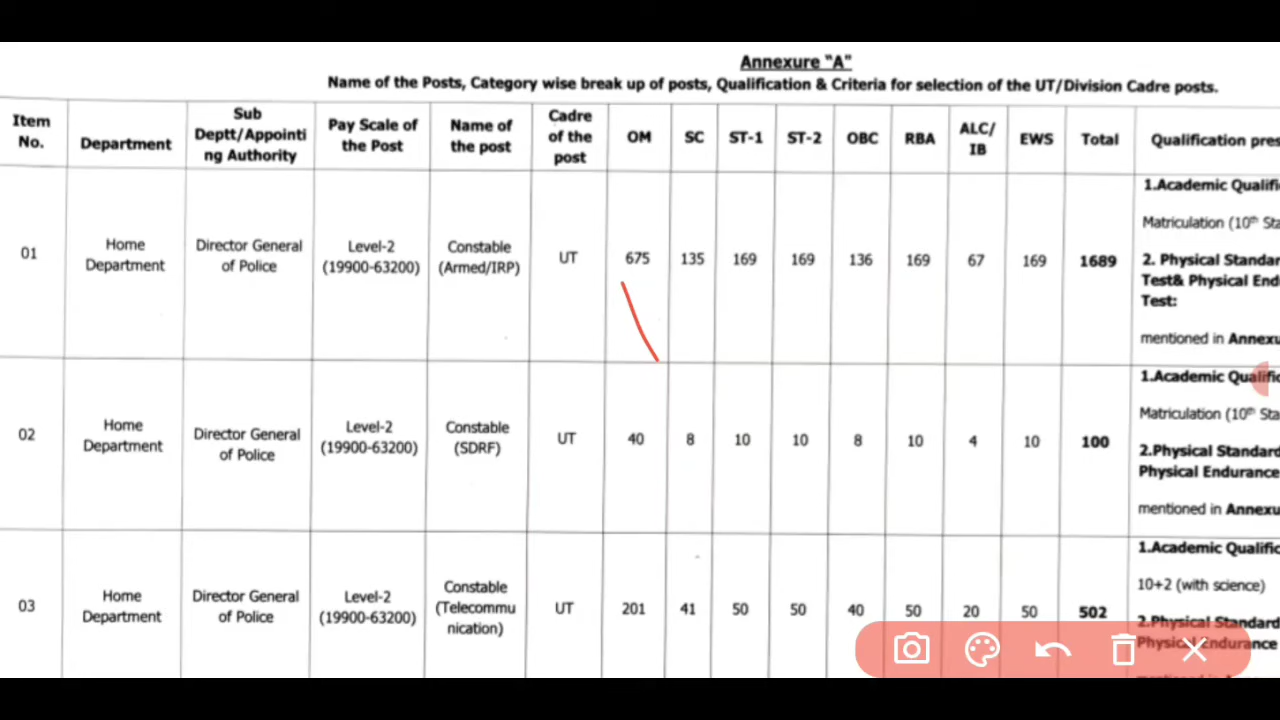 Annexure "A"
Name of the Posts, Category wise break up of posts, Qualification & Criteria for selection of the UT/Division Cadre posts.
Item No. Department Sub Deptt/Appointi ng Authority Pay Scale of the Post Name of the post Cadre of the post OM SC ST-1 ST-2 OBC RBA ALC/ IB EWS Total Qualification pres
01 Home Department Director General of Police Level-2 (19900-63200) Constable (Armed/IRP) UT 675 135 169 169 136 169 67 169 1689
1.Academic Qualifi
Matriculation (10th Sta
2. Physical Standar
Test& Physical End
Test:
mentioned in Annexu
02 Home Department Director General of Police Level-2 (19900-63200) Constable (SDRF) UT 40 8 10 10 8 10 4 10 100
1.Academic Qualific
Matriculation (10th Sta
2.Physical Standard
Physical Endurance
mentioned in Annexu
03 Home Department Director General of Police Level-2 (19900-63200) Constable (Telecommu nication) UT 201 41 50 50 40 50 20 50 502
1.Academic Qualific
10+2 (with science)
2.Physical Standard
Physical Endurance